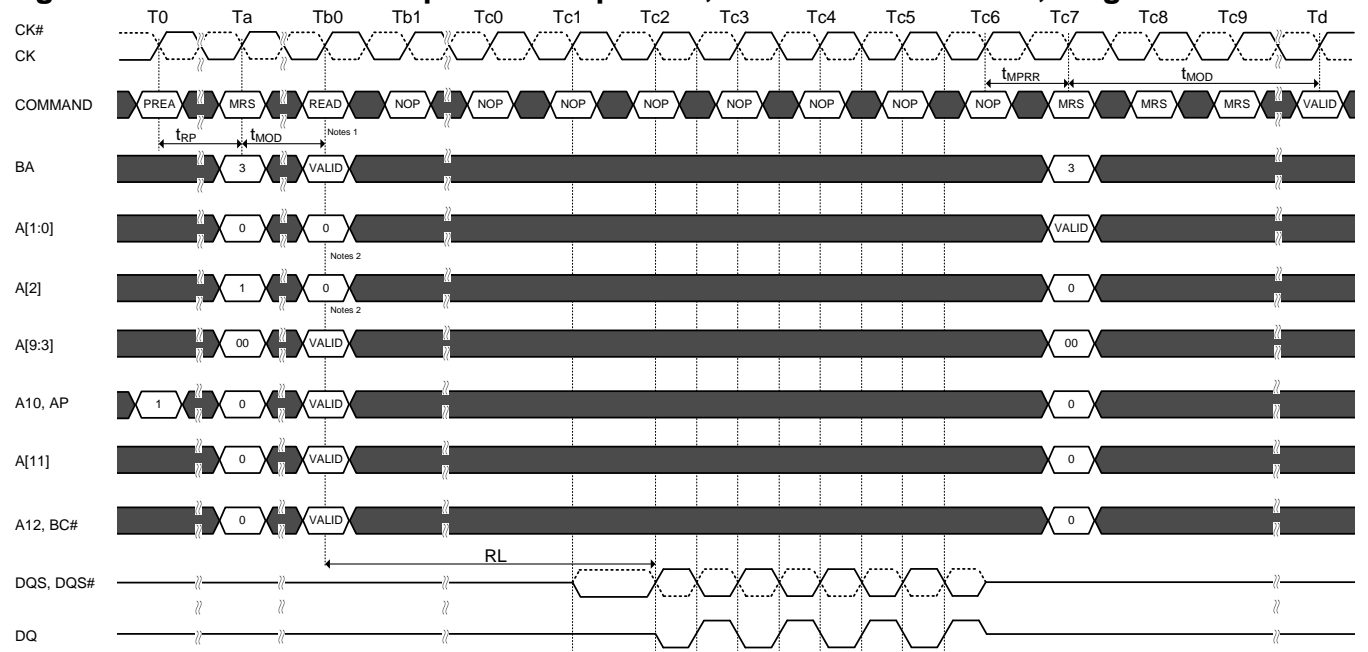 T0 Ta Tb0 Tb1 Tc0 Tc1 Tc2 Tc3 Tc4 Tc5 Tc6 Tc7 Tc8 Tc9 Td
CK#
CK
tMPRR tMOD
COMMAND PREA MRS READ NOP NOP NOP NOP NOP NOP NOP NOP MRS MRS MRS VALID
tRP tMOD Notes 1
BA 3 VALID 3
A[1:0] 0 0 VALID
Notes 2
A[2] 1 0 0
Notes 2
A[9:3] 00 VALID 00
A10, AP 1 0 VALID 0
A[11] 0 VALID 0
A12, BC# 0 VALID 0
RL
DQS, DQS#
DQ